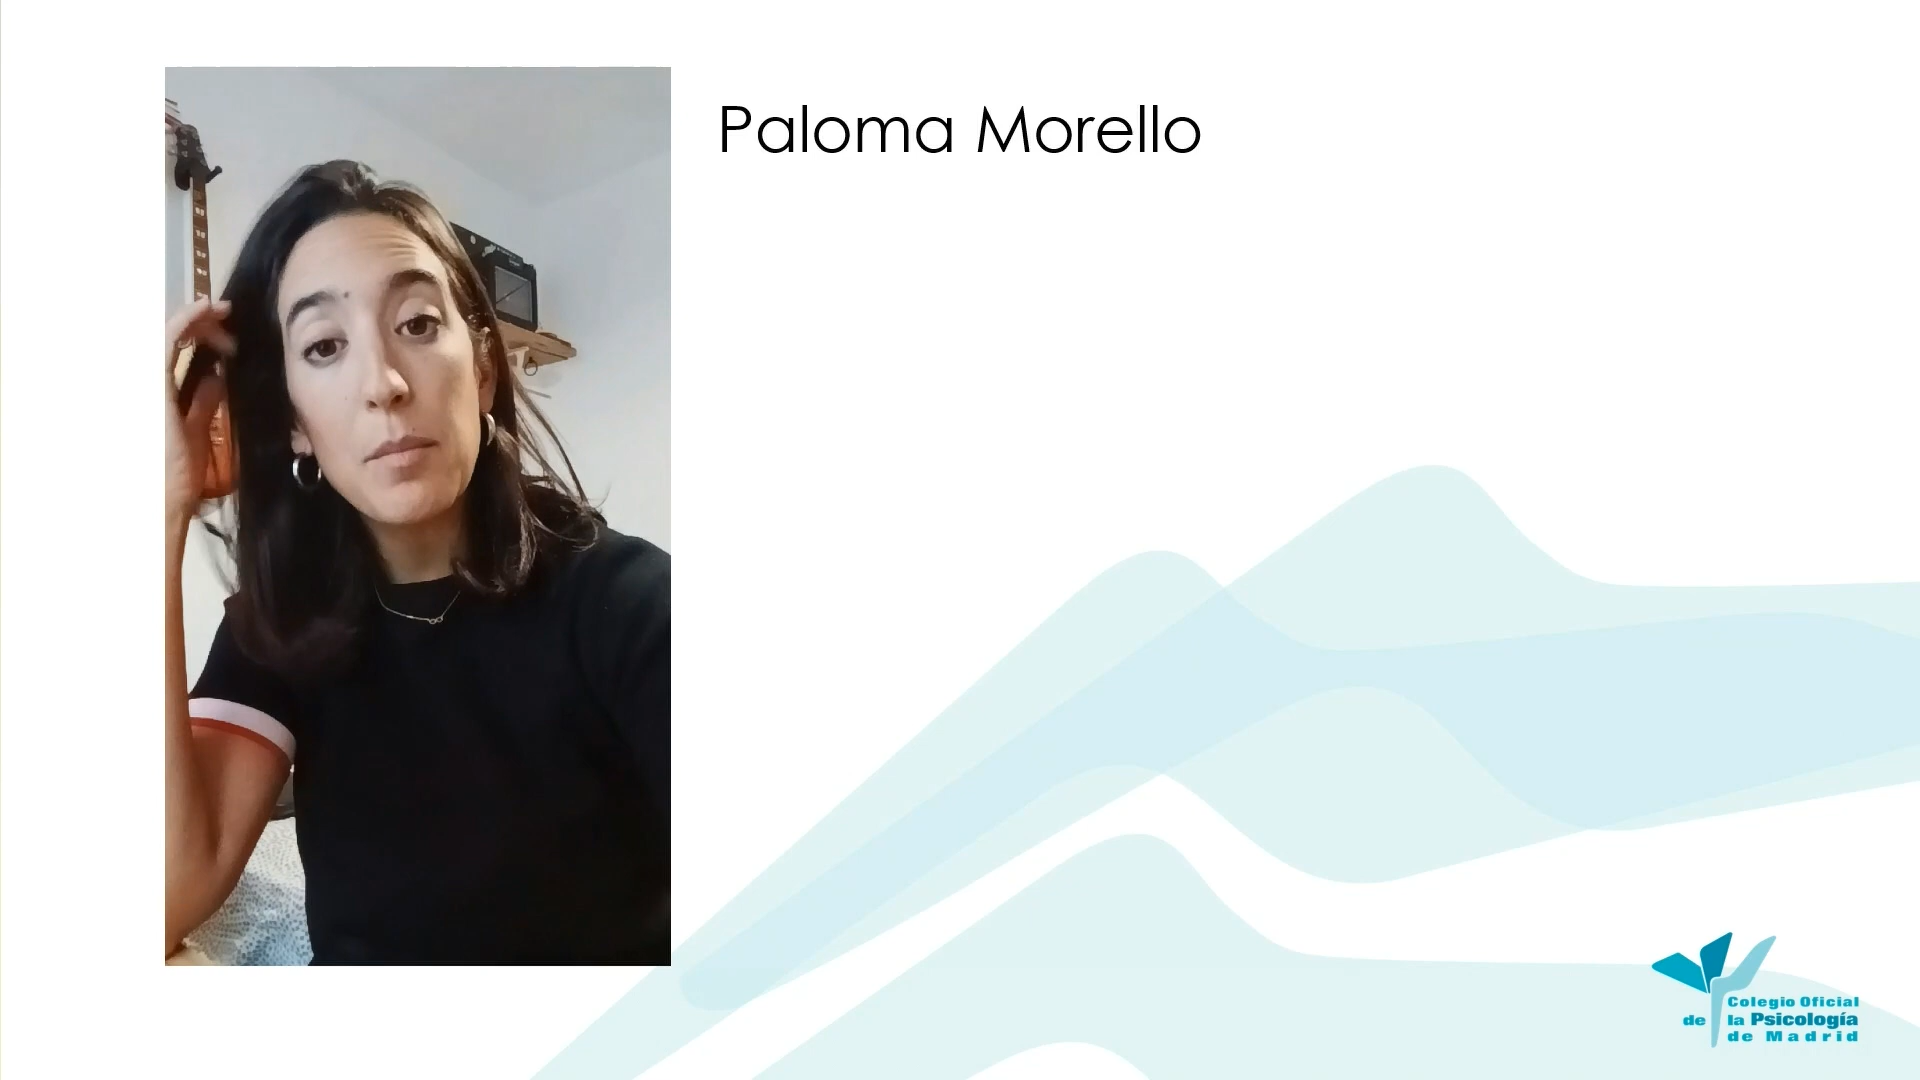 Paloma Morello
Colegio Oficial
de la Psicología
de Madrid